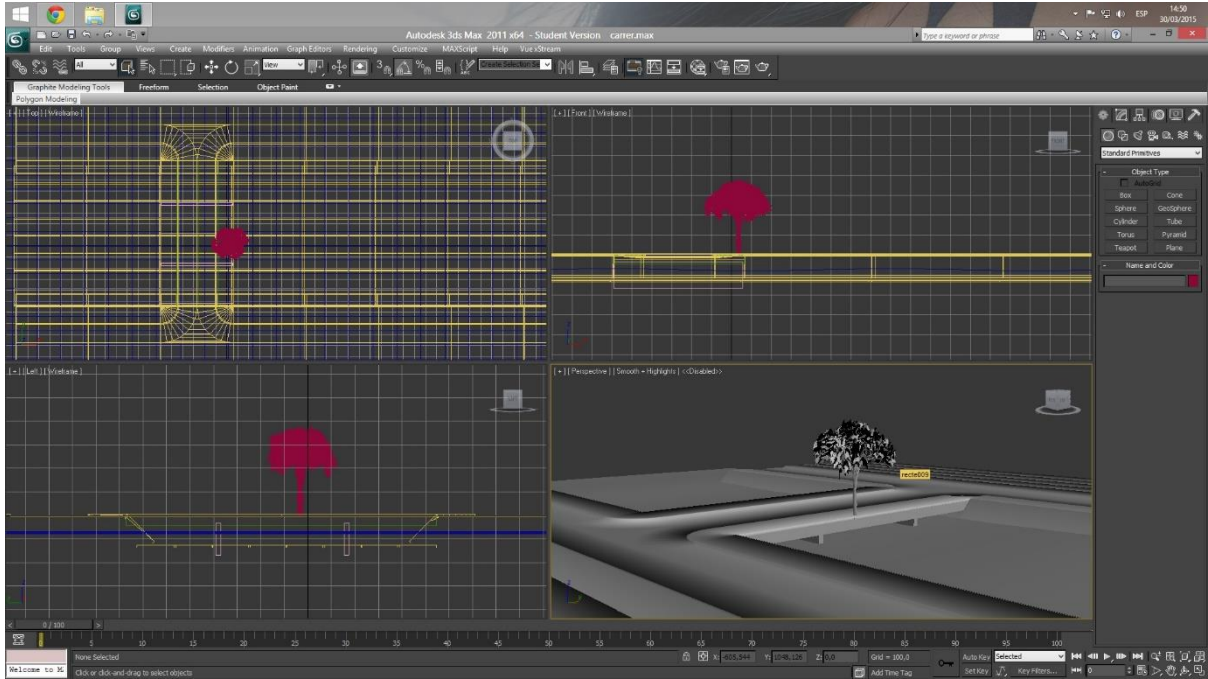 14:50
ESP
30/03/2015
Autodesk 3ds Max 2011 x64 - Student Version carrer.max
Type a keyword or phrase
Edit Tools Group Views Create Modifiers Animation Graph Editors Rendering Customize MAXScript Help Vue xStream
All
View
Create Selection Se
Graphite Modeling Tools Freeform Selection Object Paint
Polygon Modeling
[ + ] [ Top ] [ Wireframe ]
[ + ] [ Front ] [ Wireframe ]
Standard Primitives
Object Type
AutoGrid
Box Cone
Sphere GeoSphere
Cylinder Tube
Torus Pyramid
Teapot Plane
Name and Color
[ + ] [ Left ] [ Wireframe ]
[ + ] [ Perspective ] [ Smooth + Highlights ] <<Disabled>>
recte009
0 / 100
0 5 10 15 20 25 30 35 40 45 50 55 60 65 70 75 80 85 90 95 100
None Selected
X: Y: Z: 0,0
Grid = 100,0
Auto Key Selected
Welcome to M
Click or click-and-drag to select objects
Add Time Tag
Set Key Key Filters...
0